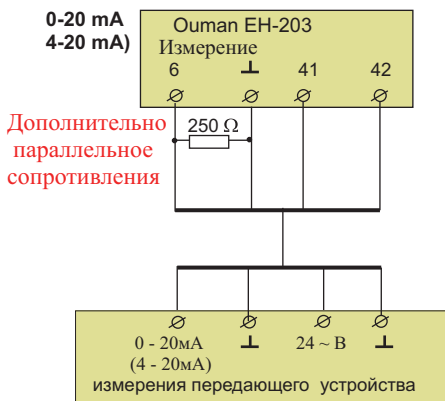 0-20 mA
4-20 mA)
Ouman EH-203
Измерение
6 ⊥ 41 42
Дополнительно
параллельное
сопротивления
250 Ω
0 - 20мА ⊥ 24 ~ В ⊥
(4 - 20мА)
измерения передающего устройства